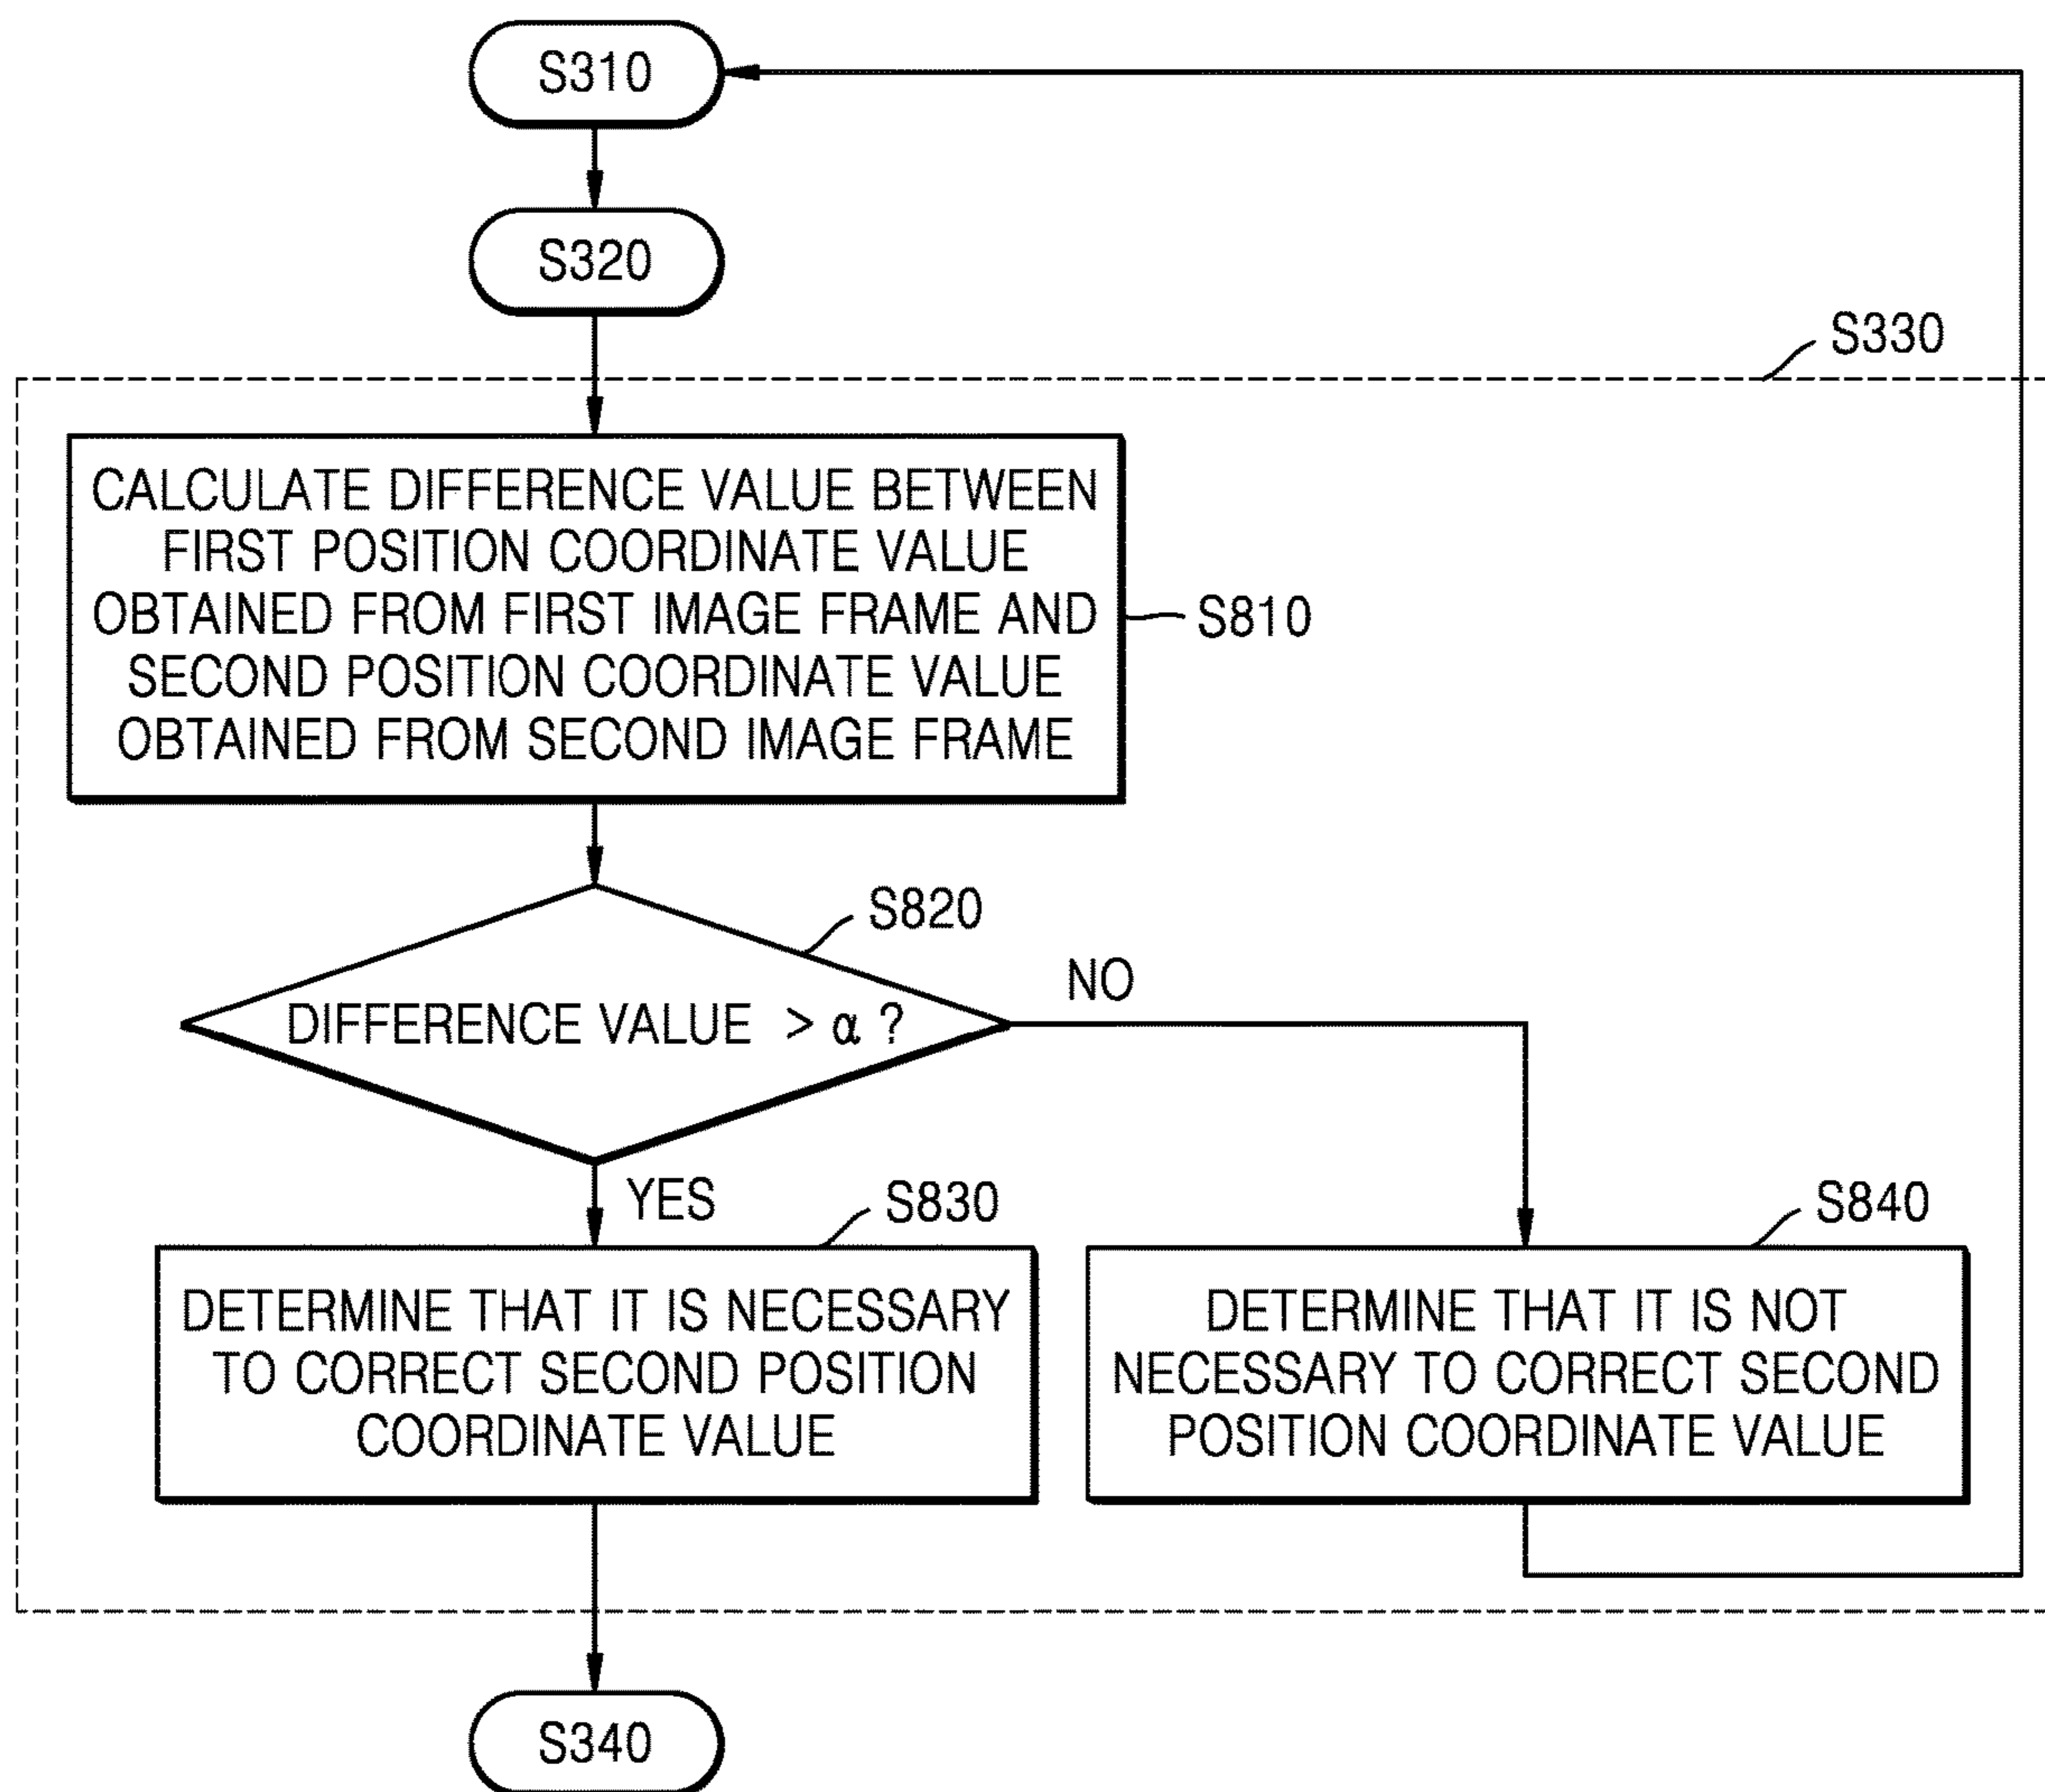 S310
S320
S330
CALCULATE DIFFERENCE VALUE BETWEEN
FIRST POSITION COORDINATE VALUE
OBTAINED FROM FIRST IMAGE FRAME AND
SECOND POSITION COORDINATE VALUE
OBTAINED FROM SECOND IMAGE FRAME
S810
S820
DIFFERENCE VALUE > α ?
NO
YES
S830
DETERMINE THAT IT IS NECESSARY
TO CORRECT SECOND POSITION
COORDINATE VALUE
S840
DETERMINE THAT IT IS NOT
NECESSARY TO CORRECT SECOND
POSITION COORDINATE VALUE
S340